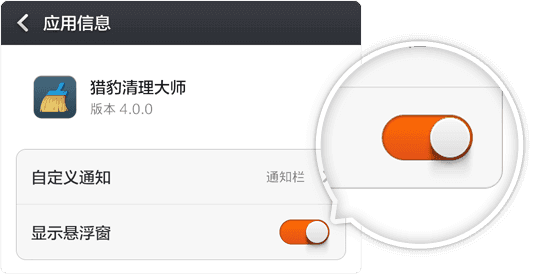 应用信息
猎豹清理大师
版本 4.0.0
自定义通知 通知栏
显示悬浮窗